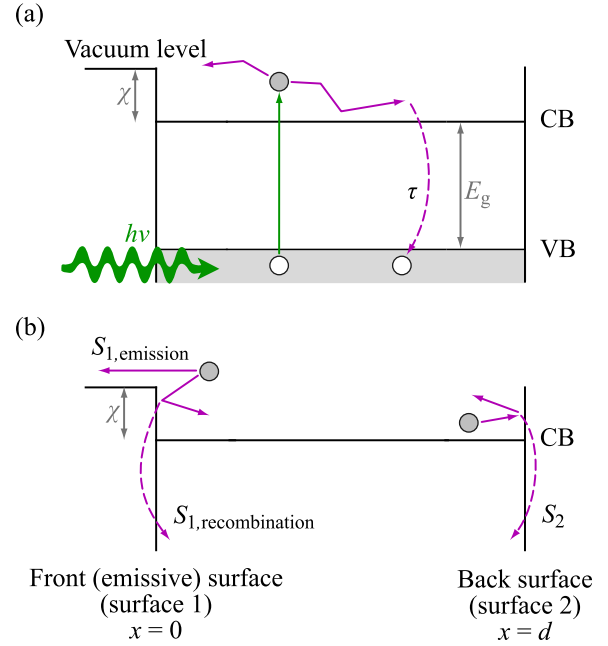 (a)
Vacuum level
χ
CB
τ
E_g
hν
VB
(b)
S_1,emission
χ
CB
S_1,recombination
S_2
Front (emissive) surface
(surface 1)
x = 0
Back surface
(surface 2)
x = d